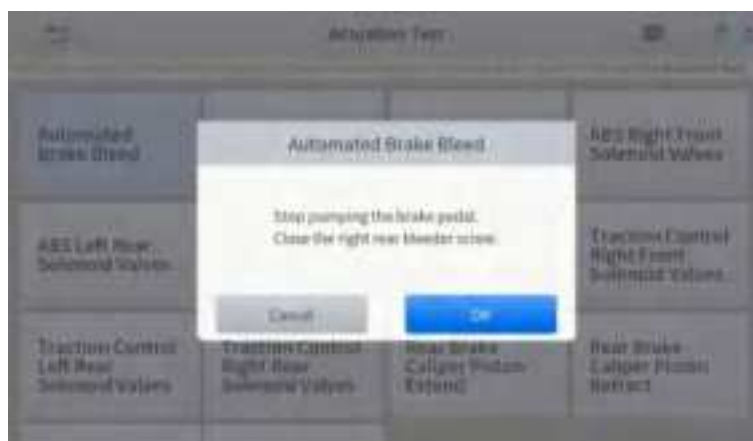 Actuation Test
Automated
Brake Bleed
ABS Right Front
Solenoid Valves
Automated Brake Bleed
Stop pumping the brake pedal.
Close the right rear bleeder screw.
Cancel
OK
ABS Left Rear
Solenoid Valves
Traction Control
Right Front
Solenoid Valves
Traction Control
Left Rear
Solenoid Valves
Traction Control
Right Rear
Solenoid Valves
Rear Brake
Caliper Piston
Extend
Rear Brake
Caliper Piston
Retract